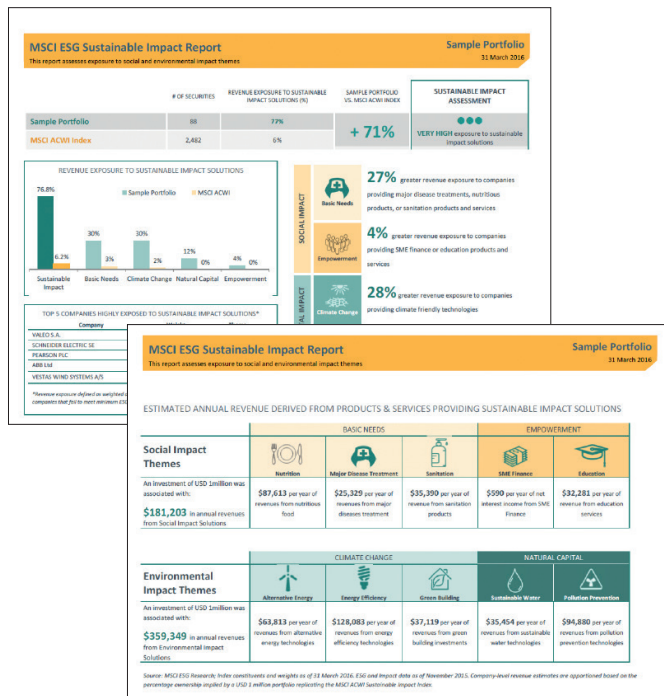 MSCI ESG Sustainable Impact Report
Sample Portfolio
This report assesses exposure to social and environmental impact themes
31 March 2016
# OF SECURITIES
REVENUE EXPOSURE TO SUSTAINABLE
IMPACT SOLUTIONS (%)
SAMPLE PORTFOLIO
VS. MSCI ACWI INDEX
SUSTAINABLE IMPACT
ASSESSMENT
Sample Portfolio
88
77%
+ 71%
VERY HIGH exposure to sustainable
impact solutions
MSCI ACWI Index
2,482
6%
REVENUE EXPOSURE TO SUSTAINABLE IMPACT SOLUTIONS
76.8%
Sample Portfolio
MSCI ACWI
6.2%
30%
3%
30%
2%
12%
0%
4%
0%
Sustainable
Impact
Basic Needs
Climate Change
Natural Capital
Empowerment
SOCIAL IMPACT
Basic Needs
27% greater revenue exposure to companies
providing major disease treatments, nutritious
products, or sanitation products and services
Empowerment
4% greater revenue exposure to companies
providing SME finance or education products and
services
Climate Change
28% greater revenue exposure to companies
providing climate friendly technologies
TOP 5 COMPANIES HIGHLY EXPOSED TO SUSTAINABLE IMPACT SOLUTIONS*
Company
VALEO S.A.
SCHNEIDER ELECTRIC SE
PEARSON PLC
ABB Ltd
VESTAS WIND SYSTEMS A/S
*Revenue exposure defined as weighted
companies that fail to meet minimum ESG
MSCI ESG Sustainable Impact Report
Sample Portfolio
This report assesses exposure to social and environmental impact themes
31 March 2016
ESTIMATED ANNUAL REVENUE DERIVED FROM PRODUCTS & SERVICES PROVIDING SUSTAINABLE IMPACT SOLUTIONS
BASIC NEEDS
EMPOWERMENT
Social Impact
Themes
Nutrition
Major Disease Treatment
Sanitation
SME Finance
Education
An investment of USD 1million was
associated with:
$181,203 in annual revenues
from Social Impact Solutions
$87,613 per year of
revenues from nutritious
food
$25,329 per year of
revenues from major
diseases treatment
$35,390 per year of
revenue from sanitation
products
$590 per year of net
interest income from SME
Finance
$32,281 per year of
revenue from education
services
CLIMATE CHANGE
NATURAL CAPITAL
Environmental
Impact Themes
Alternative Energy
Energy Efficiency
Green Building
Sustainable Water
Pollution Prevention
An investment of USD 1million was
associated with:
$359,349 in annual revenues
from Environmental Impact
Solutions
$63,813 per year of
revenues from alternative
energy technologies
$128,083 per year of
revenues from energy
efficiency technologies
$37,119 per year of
revenues from green
building investments
$35,454 per year of
revenues from sustainable
water technologies
$94,880 per year of
revenues from pollution
prevention technologies
Source: MSCI ESG Research; Index constituents and weights as of 31 March 2016. ESG and Impact data as of November 2015. Company-level revenue estimates are apportioned based on the
percentage ownership implied by a USD 1 million portfolio replicating the MSCI ACWI Sustainable Impact Index.